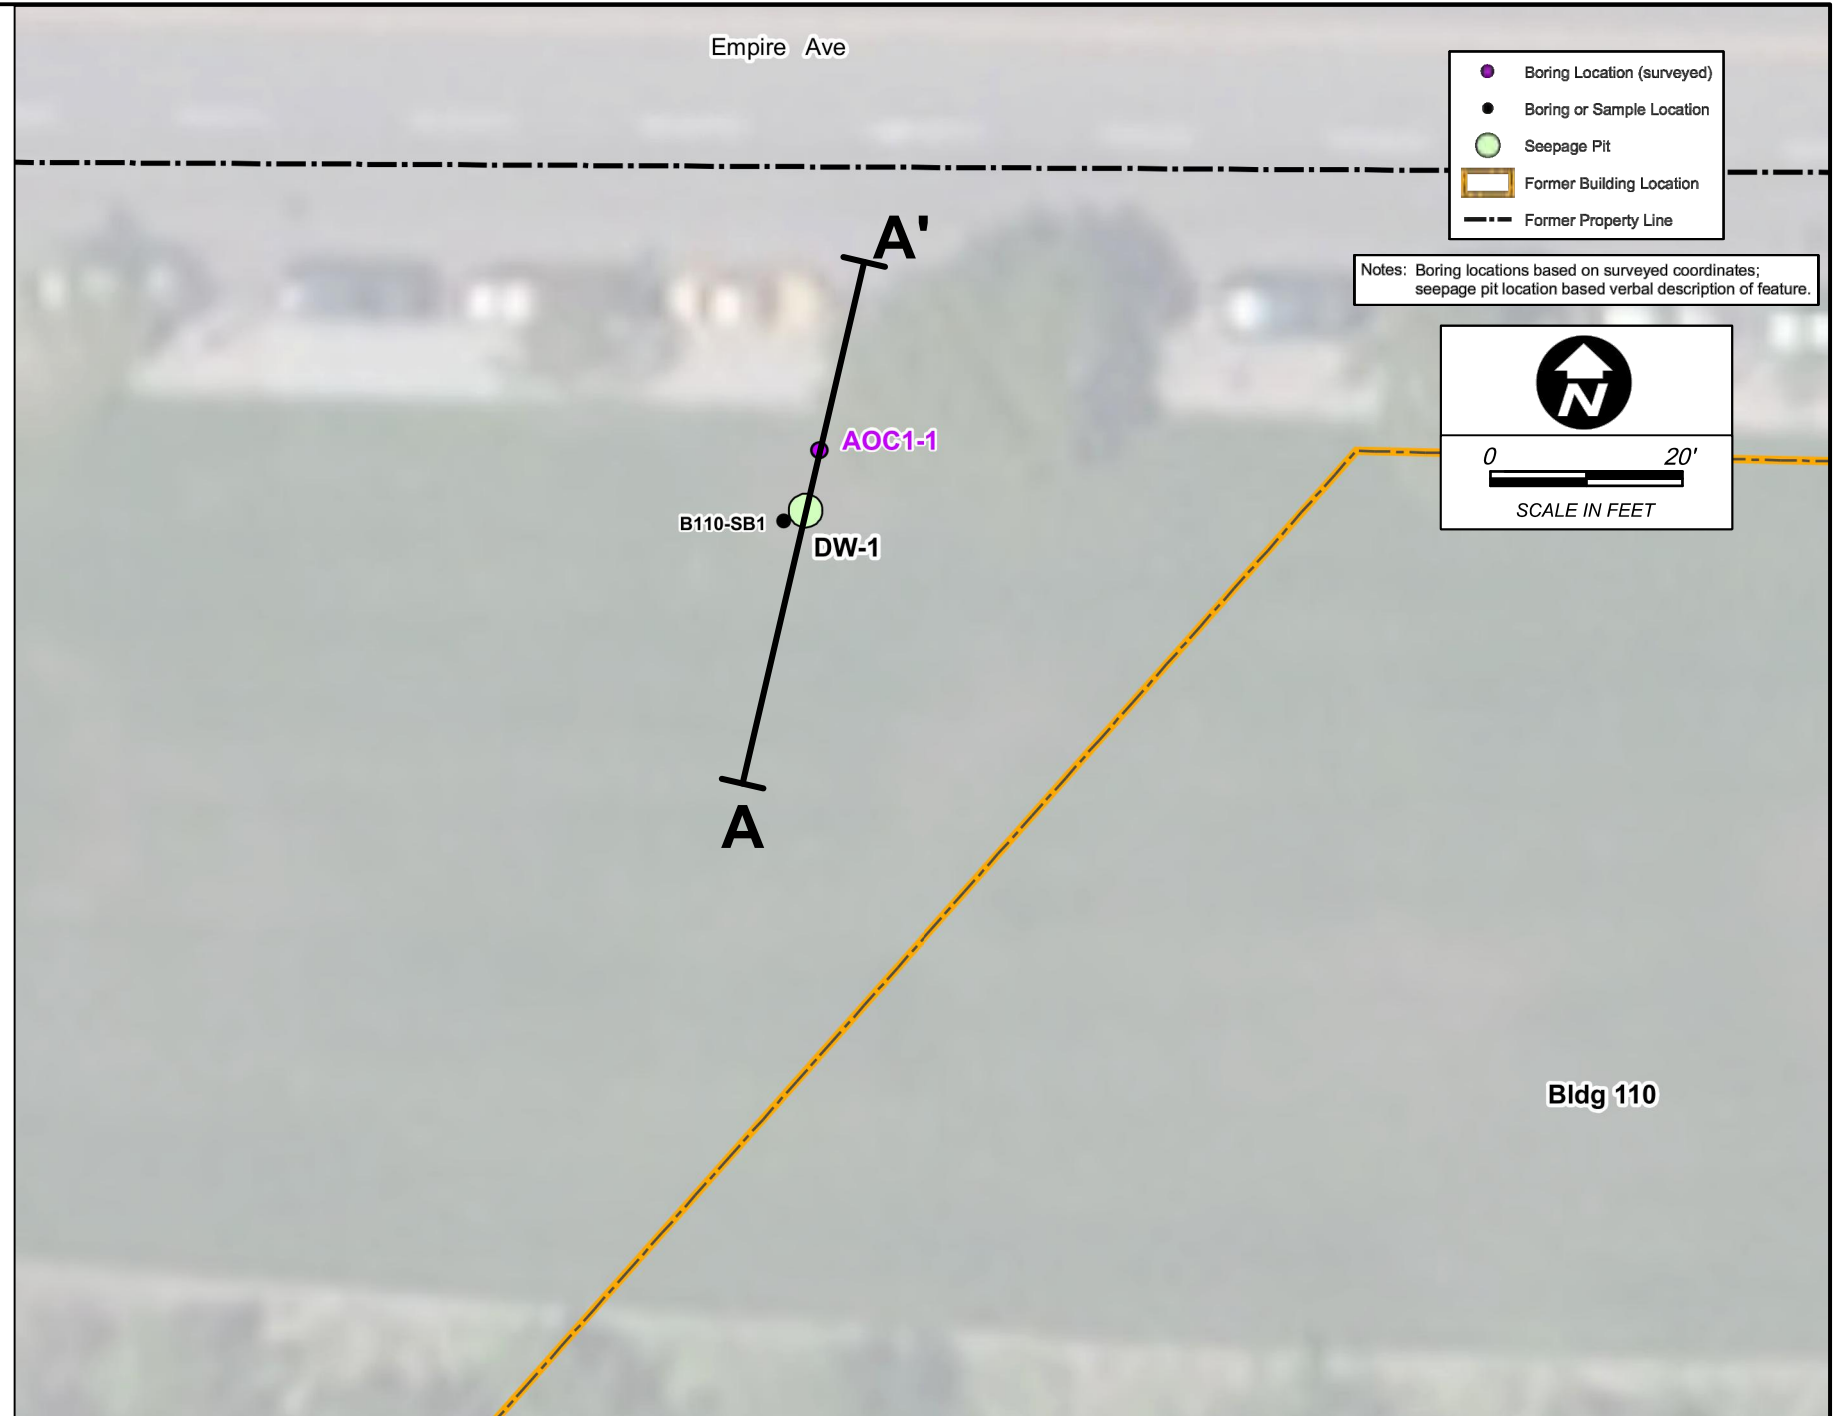 Empire Ave
Boring Location (surveyed)
Boring or Sample Location
Seepage Pit
Former Building Location
Former Property Line
Notes: Boring locations based on surveyed coordinates;
seepage pit location based verbal description of feature.
N
0 20'
SCALE IN FEET
A'
AOC1-1
B110-SB1
DW-1
A
Bldg 110